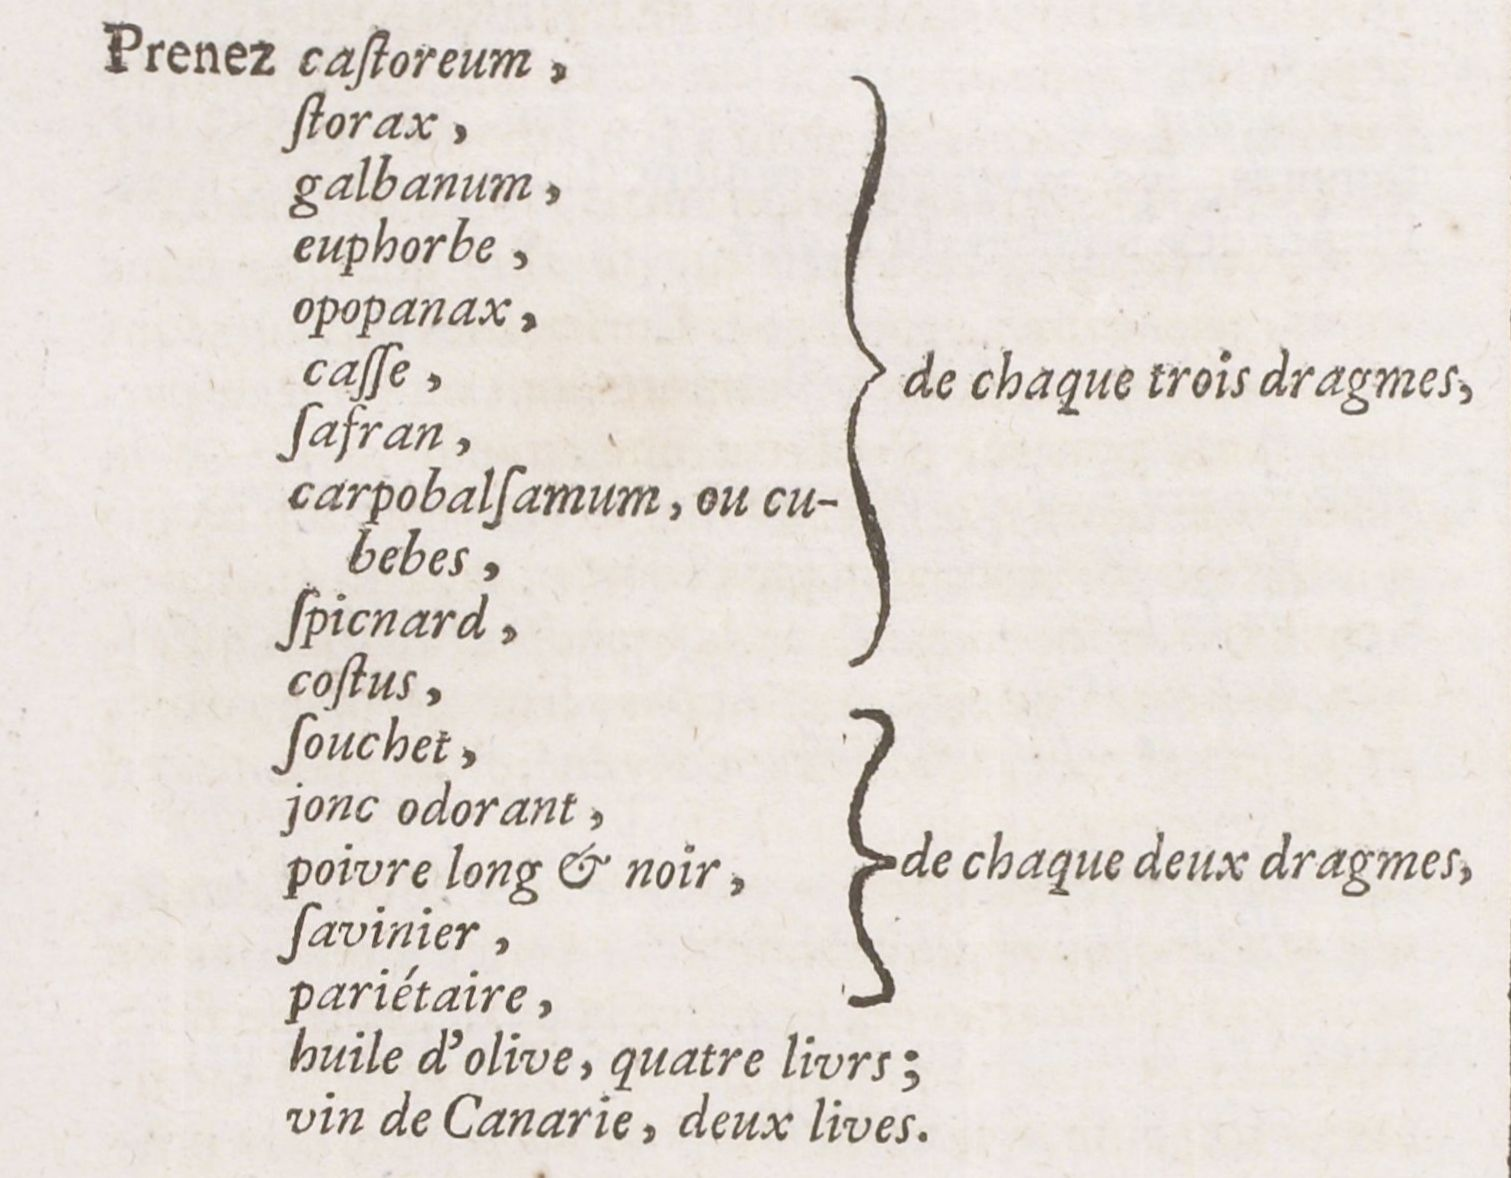 Prenez caſtoreum,
ſtorax,
galbanum,
euphorbe,
opopanax,
caſſe,
ſafran,
carpobalſamum, ou cu-
bebes,
ſpicnard,
de chaque trois dragmes,
coſtus,
ſouchet,
jonc odorant,
poivre long & noir,
ſavinier,
pariétaire,
de chaque deux dragmes,
huile d'olive, quatre livrs;
vin de Canarie, deux lives.